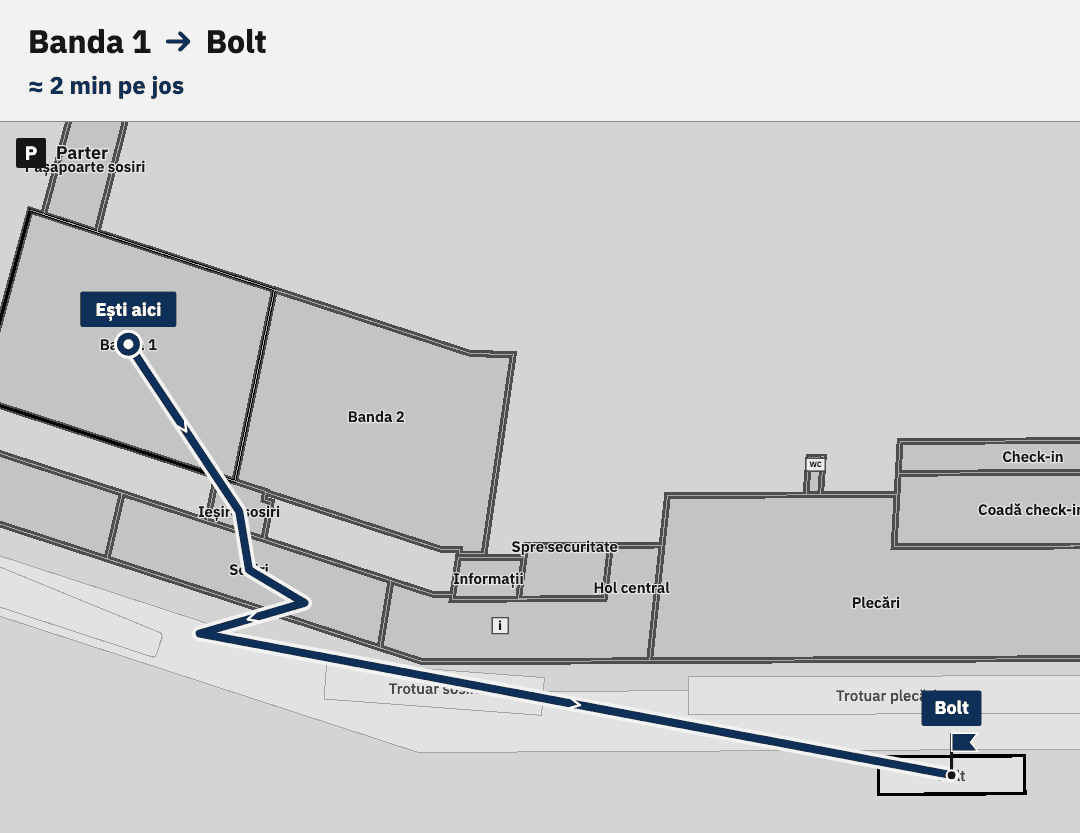 Banda 1 → Bolt
≈ 2 min pe jos
P Parter
Pașapoarte sosiri
Ești aici
Banda 2
wc
Check-in
Coadă check-in
Ieșire sosiri
Spre securitate
Informații
Hol central
Plecări
i
Trotuar
Trotuar
Bolt